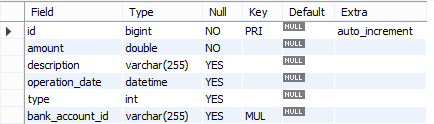 Field Type Null Key Default Extra
id bigint NO PRI NULL auto_increment
amount double NO NULL
description varchar(255) YES NULL
operation_date datetime YES NULL
type int YES NULL
bank_account_id varchar(255) YES MUL NULL